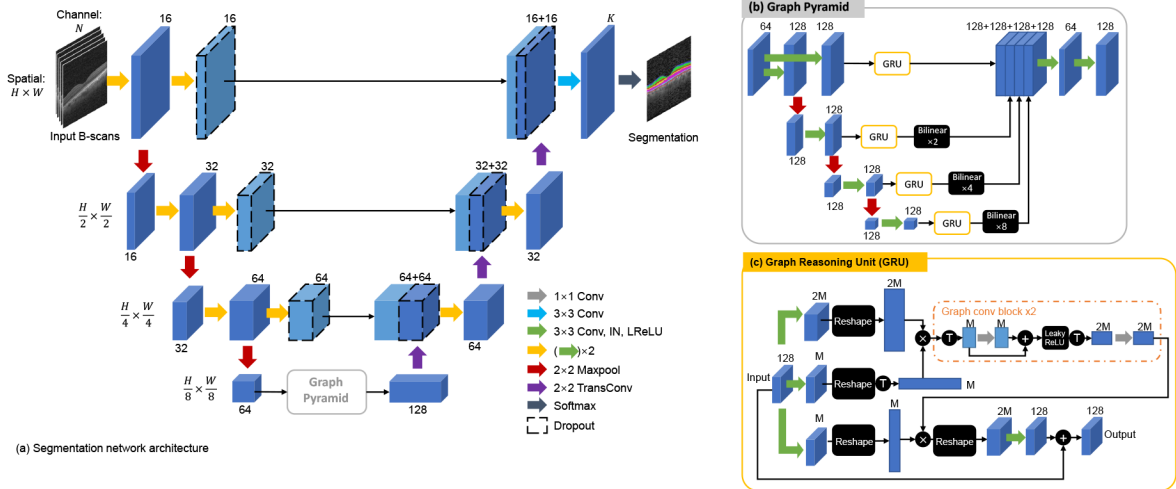 Channel:
N
16
16
16+16
K
Spatial:
H × W
Input B-scans
Segmentation
32
32
32+32
H/2 × W/2
16
32
64
64
64+64
H/4 × W/4
32
64
H/8 × W/8
Graph
Pyramid
64
128
1×1 Conv
3×3 Conv
3×3 Conv, IN, LReLU
( )×2
2×2 Maxpool
2×2 TransConv
Softmax
Dropout
(a) Segmentation network architecture
(b) Graph Pyramid
64
128
128
128+128+128+128
64
128
GRU
128
GRU
Bilinear
×2
128
128
GRU
Bilinear
×4
128
128
GRU
Bilinear
×8
128
(c) Graph Reasoning Unit (GRU)
2M
Reshape
2M
Graph conv block x2
×
T
M
M
+
Leaky
ReLU
T
2M
2M
128
M
Input
Reshape
T
M
M
Reshape
M
×
Reshape
2M
128
+
128
Output